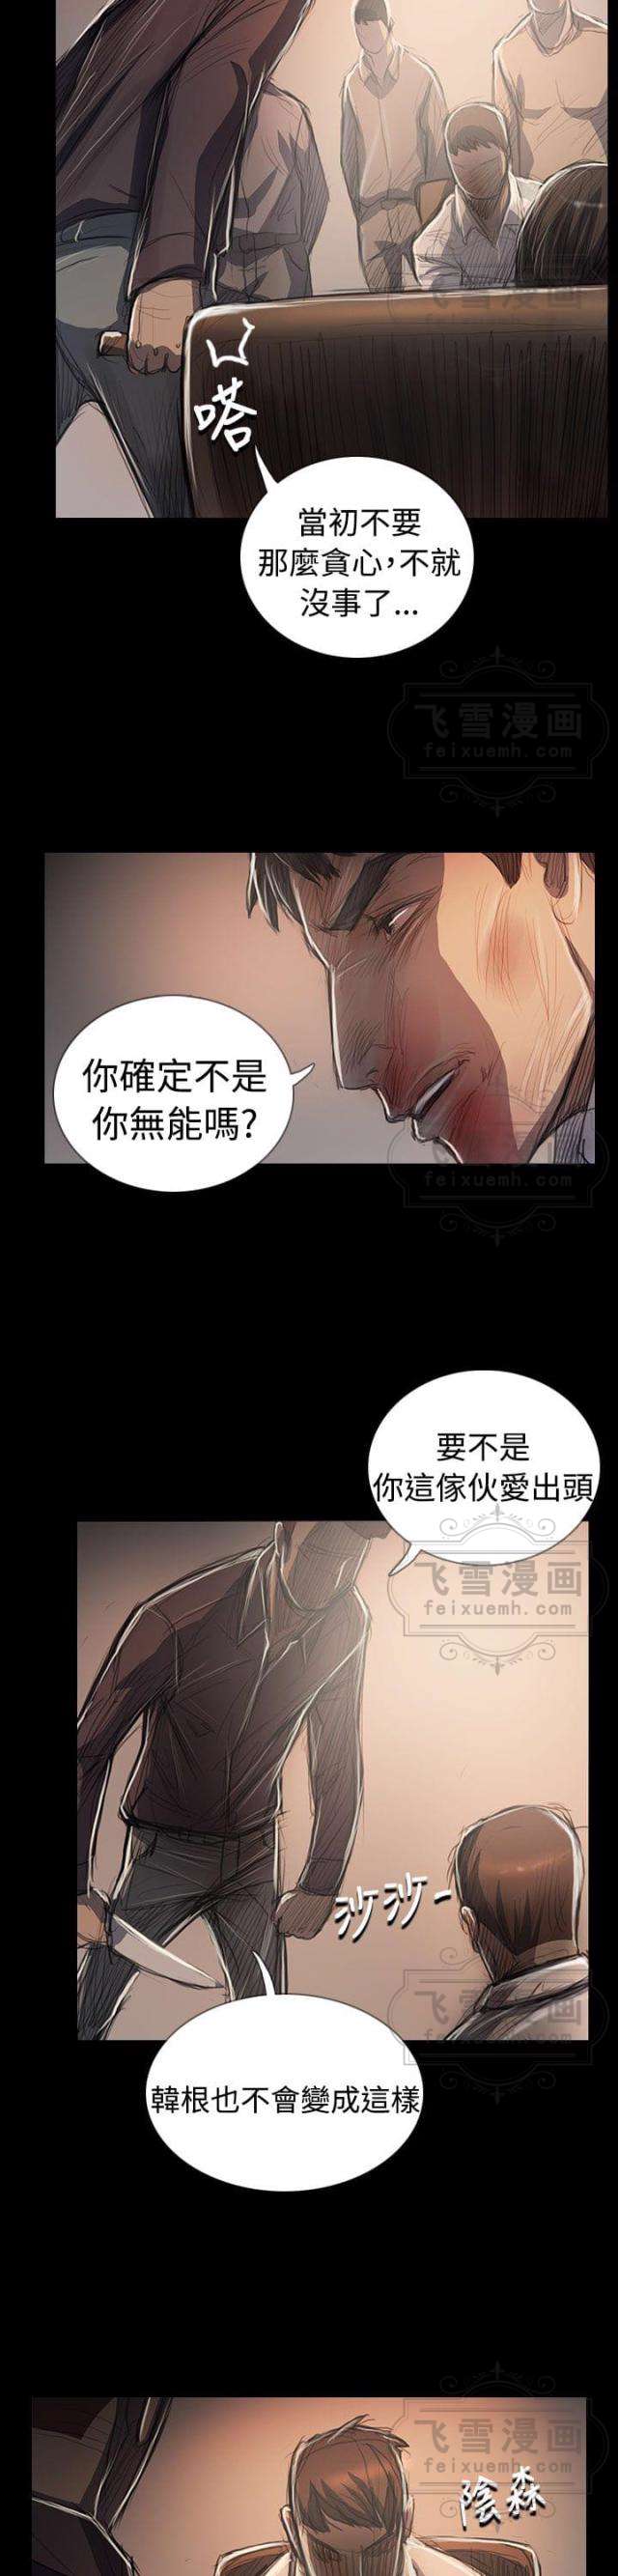 嗒
當初不要
那麼貪心,不就
沒事了...
飞雪漫画
feixuemh.com
你確定不是
你無能嗎?
飞雪漫画
feixuemh.com
要不是
你這傢伙愛出頭
飞雪漫画
feixuemh.com
沙沙-
飞雪漫画
feixuemh.com
韓根也不會變成這樣
飞雪漫画
feixuemh.com
陰森